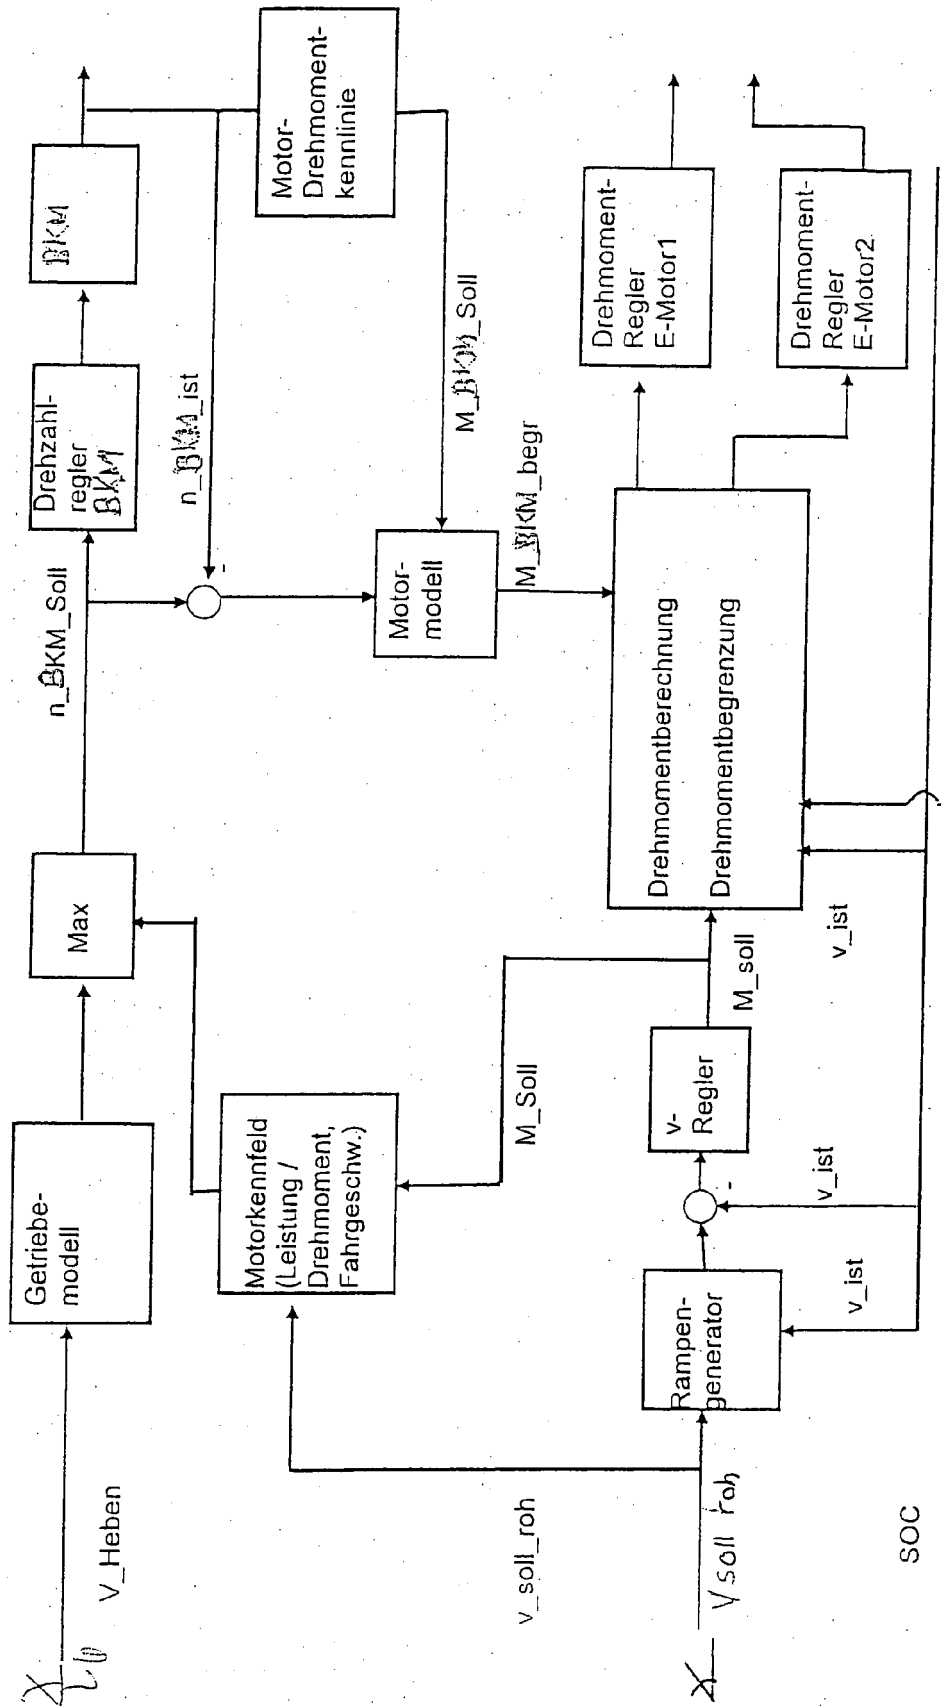 V_Heben
Getriebe-
modell
Max
n_BKM_Soll
Drehzahl-
regler
BKM
BKM
n_BKM_ist
Motor-
Drehmoment-
kennlinie
Motorkennfeld
(Leistung /
Drehmoment,
Fahrgeschw.)
M_Soll
Motor-
modell
M_BKM_Soll
M_BKM_begr
v_soll_roh
V soll roh
Rampen-
generator
v_ist
-
v_ist
v-
Regler
M_soll
Drehmomentberechnung
Drehmomentbegrenzung
v_ist
Drehmoment-
Regler
E-Motor1
Drehmoment-
Regler
E-Motor2
-
SOC